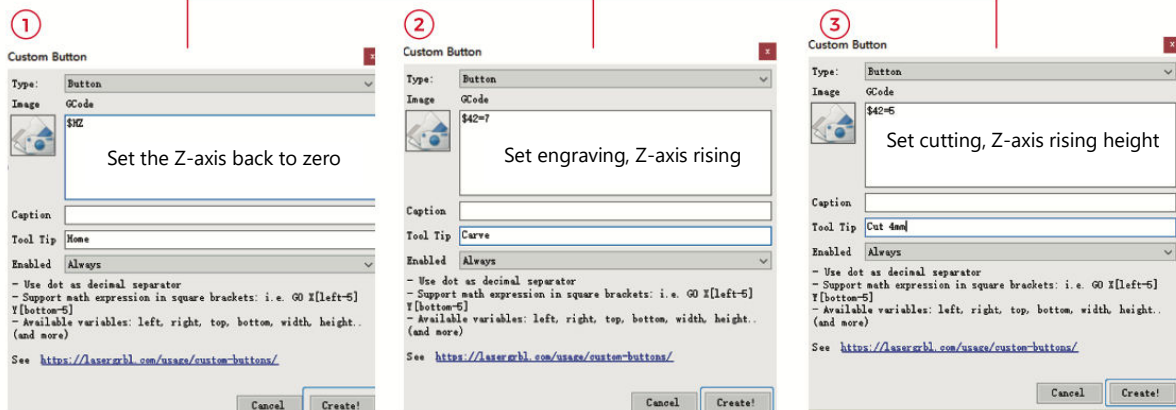 1
Custom Button
x
Type: Button
Image GCode
$HZ
Set the Z-axis back to zero
Caption
Tool Tip Home
Enabled Always
- Use dot as decimal separator
- Support math expression in square brackets: i.e. G0 X[left-5]
Y[bottom-5]
- Available variables: left, right, top, bottom, width, height..
(and more)
See https://lasergrbl.com/usage/custom-buttons/
Cancel Create!
2
Custom Button
x
Type: Button
Image GCode
$42=7
Set engraving, Z-axis rising
Caption
Tool Tip Carve
Enabled Always
- Use dot as decimal separator
- Support math expression in square brackets: i.e. G0 X[left-5]
Y[bottom-5]
- Available variables: left, right, top, bottom, width, height..
(and more)
See https://lasergrbl.com/usage/custom-buttons/
Cancel Create!
3
Custom Button
x
Type: Button
Image GCode
$42=5
Set cutting, Z-axis rising height
Caption
Tool Tip Cut 4mm
Enabled Always
- Use dot as decimal separator
- Support math expression in square brackets: i.e. G0 X[left-5]
Y[bottom-5]
- Available variables: left, right, top, bottom, width, height..
(and more)
See https://lasergrbl.com/usage/custom-buttons/
Cancel Create!